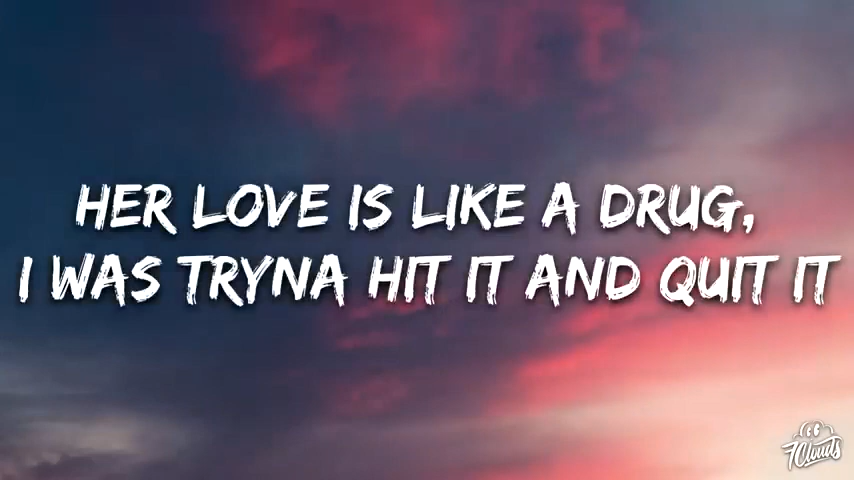 HER LOVE IS LIKE A DRUG,
I WAS TRYNA HIT IT AND QUIT IT
7Clouds